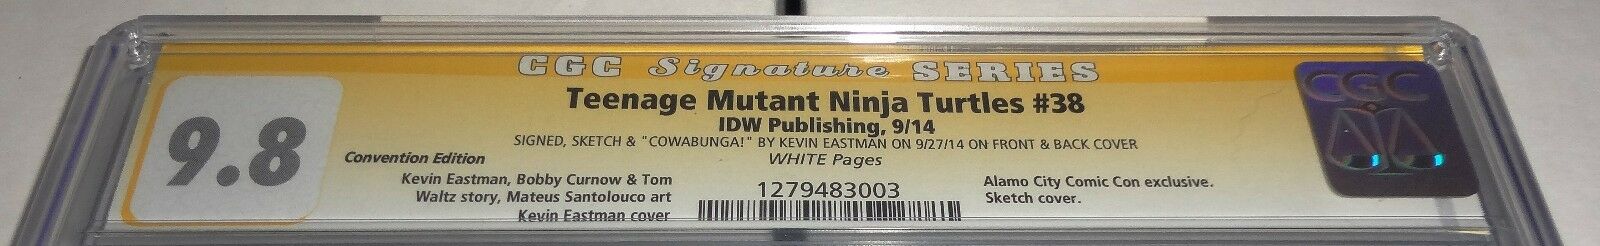 CGC Signature SERIES
Teenage Mutant Ninja Turtles #38
IDW Publishing, 9/14
SIGNED, SKETCH & "COWABUNGA!" BY KEVIN EASTMAN ON 9/27/14 ON FRONT & BACK COVER
9.8
Convention Edition
WHITE Pages
Kevin Eastman, Bobby Curnow & Tom
Waltz story, Mateus Santolouco art
Kevin Eastman cover
1279483003
Alamo City Comic Con exclusive.
Sketch cover.
CGC